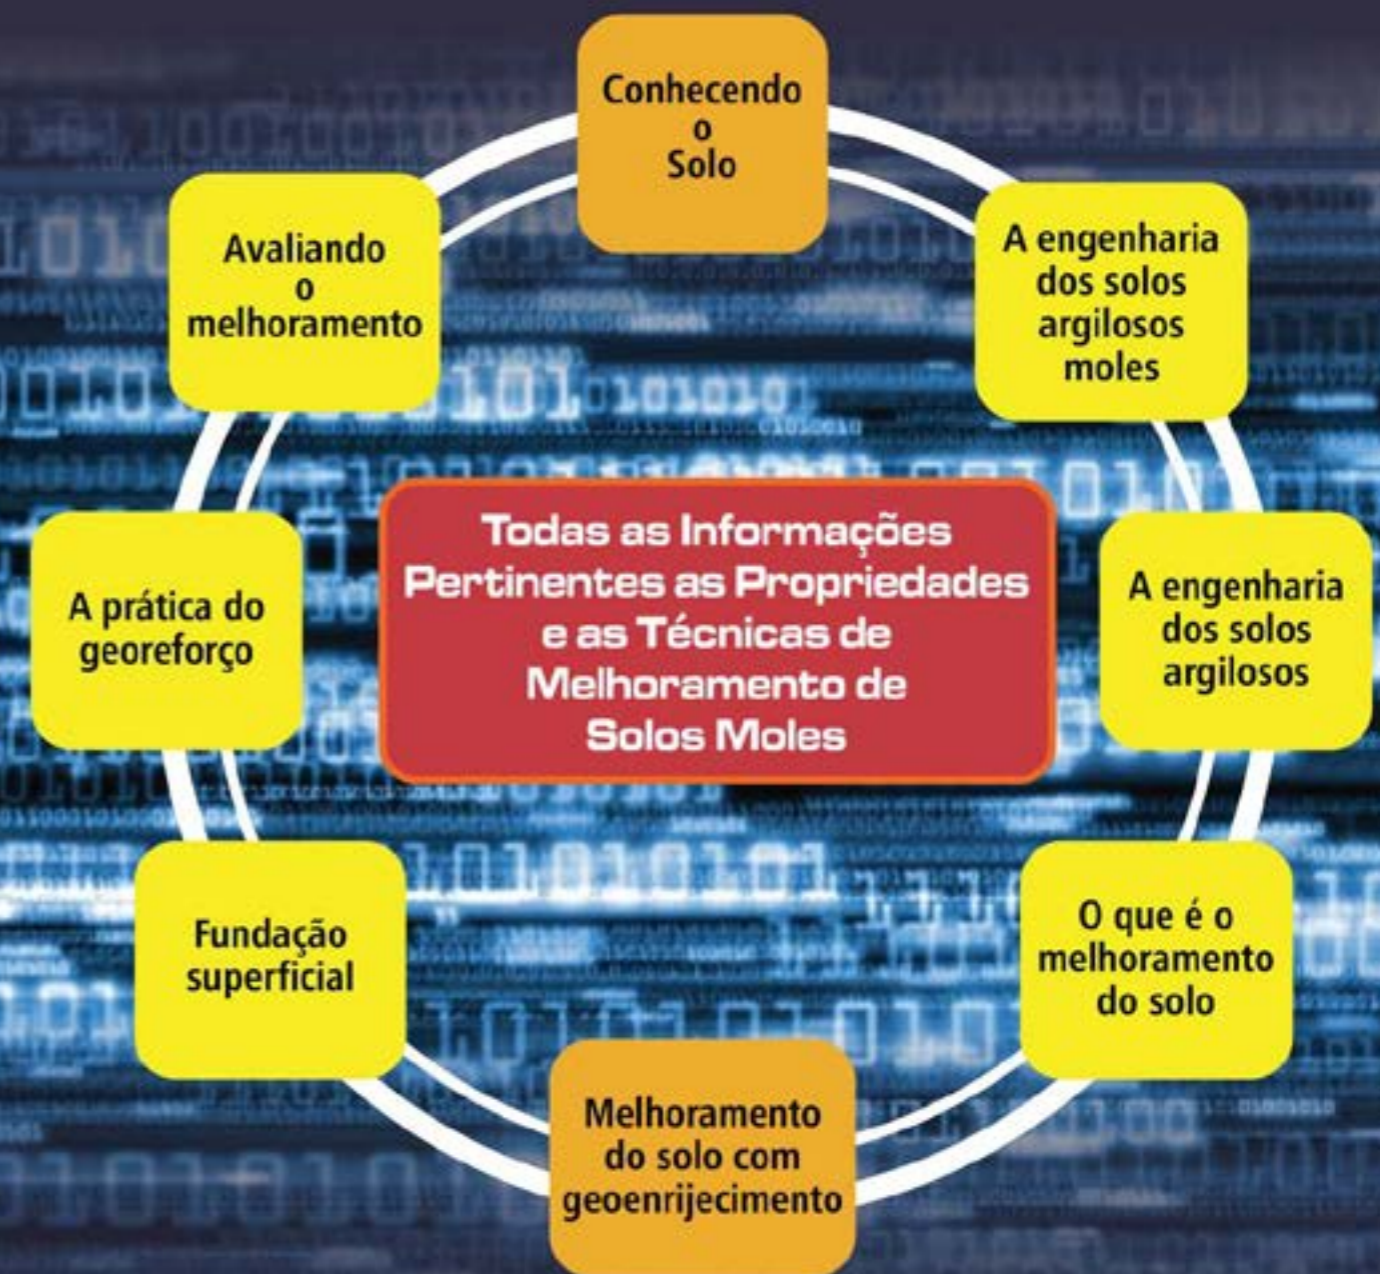 Conhecendo
o
Solo
A engenharia
dos solos
argilosos
moles
A engenharia
dos solos
argilosos
O que é o
melhoramento
do solo
Melhoramento
do solo com
geoenrijecimento
Fundação
superficial
A prática do
georeforço
Avaliando
o
melhoramento
Todas as Informações
Pertinentes as Propriedades
e as Técnicas de
Melhoramento de
Solos Moles